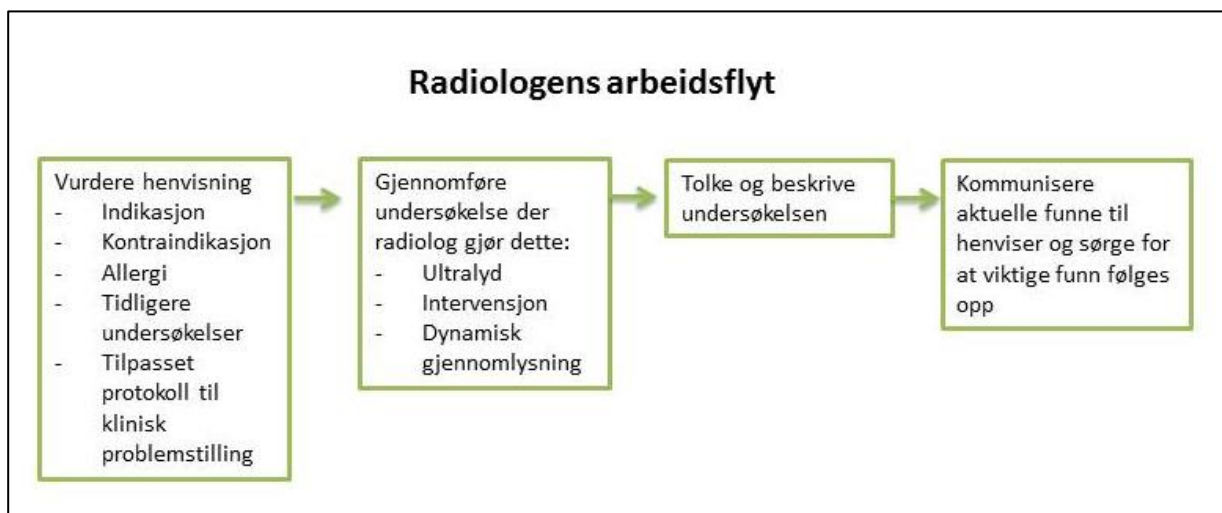 Radiologens arbeidsflyt
Vurdere henvisning
- Indikasjon
- Kontraindikasjon
- Allergi
- Tidligere
undersøkelser
- Tilpasset
protokoll til
klinisk
problemstilling
Gjennomføre
undersøkelse der
radiolog gjør dette:
- Ultralyd
- Intervensjon
- Dynamisk
gjennomlysning
Tolke og beskrive
undersøkelsen
Kommunisere
aktuelle funne til
henviser og sørge for
at viktige funn følges
opp